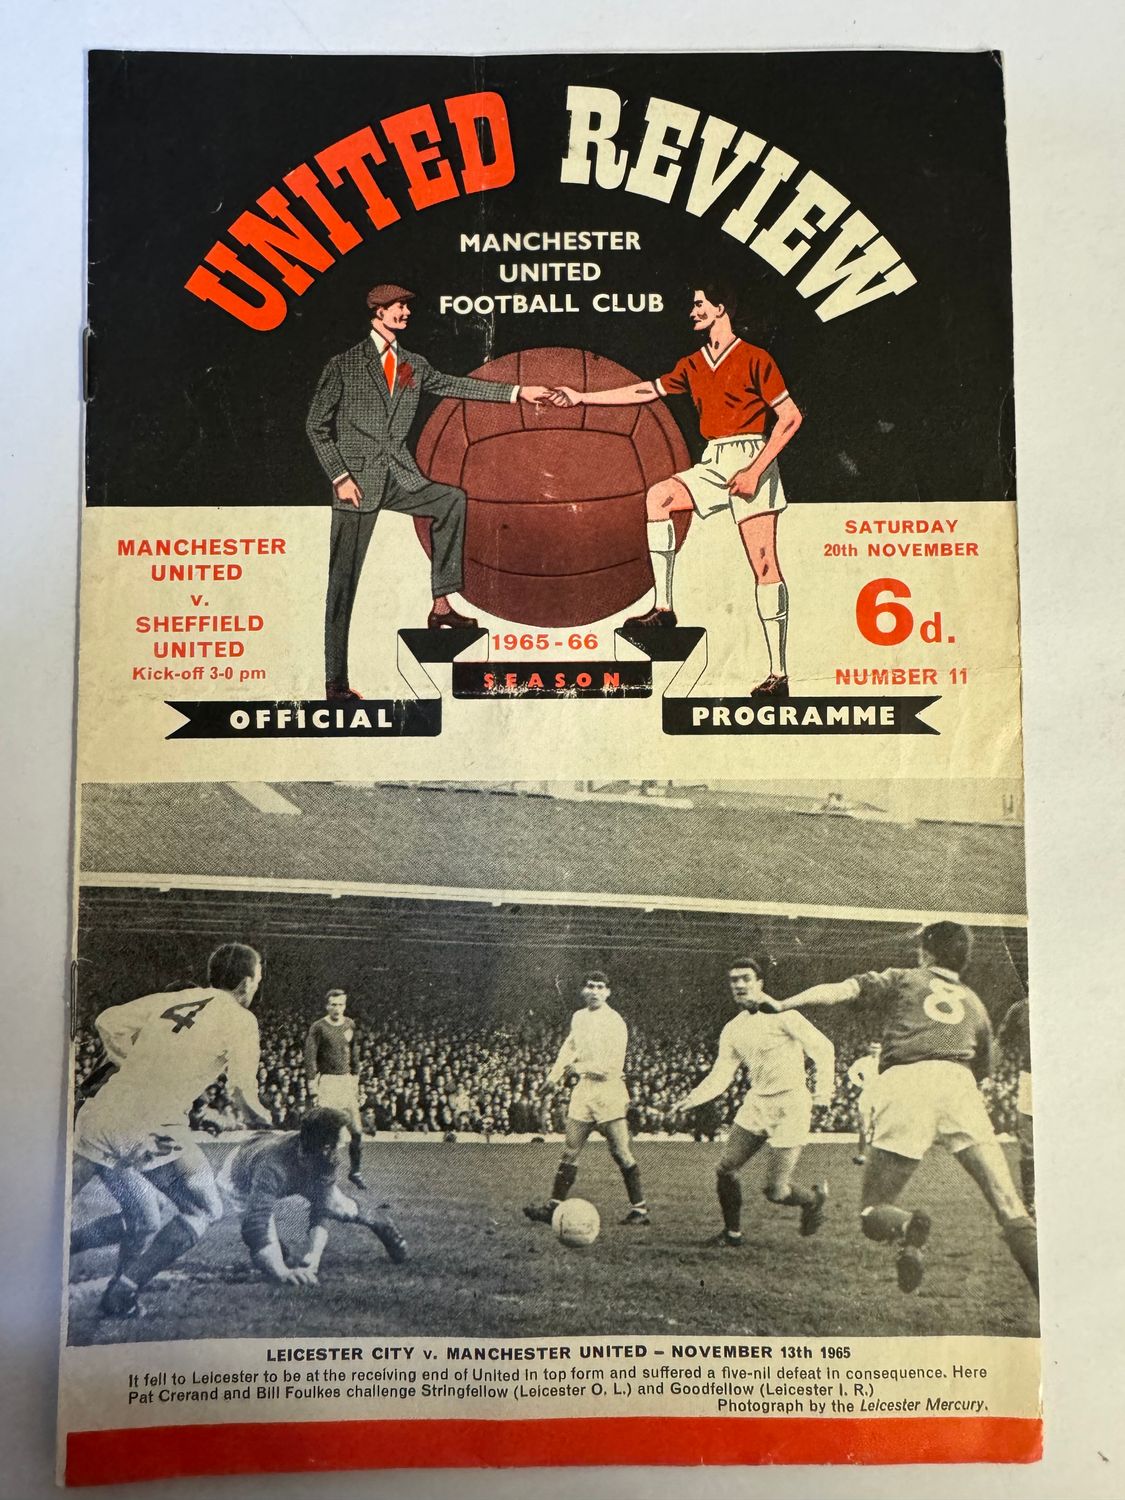 UNITED REVIEW
MANCHESTER
UNITED
FOOTBALL CLUB
MANCHESTER
UNITED
v.
SHEFFIELD
UNITED
Kick-off 3-0 pm
SATURDAY
20th NOVEMBER
6d.
NUMBER 11
1965-66
SEASON
OFFICIAL
PROGRAMME
4
8
LEICESTER CITY v. MANCHESTER UNITED – NOVEMBER 13th 1965
It fell to Leicester to be at the receiving end of United in top form and suffered a five-nil defeat in consequence. Here
Pat Crerand and Bill Foulkes challenge Stringfellow (Leicester O. L.) and Goodfellow (Leicester I. R.)
Photograph by the Leicester Mercury.